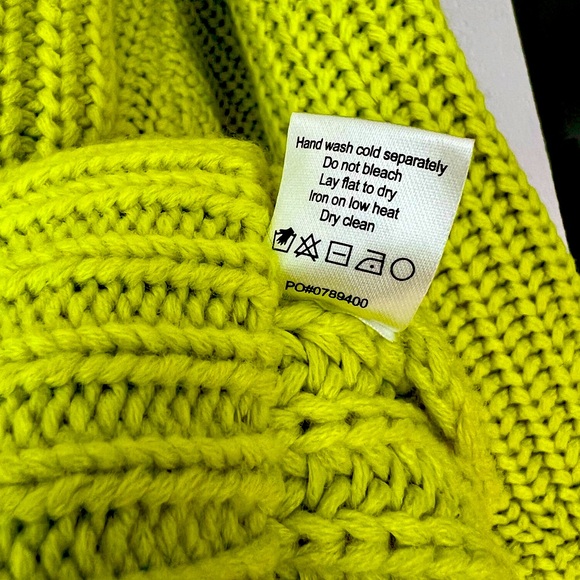 Hand wash cold separately
Do not bleach
Lay flat to dry
Iron on low heat
Dry clean
PO#0789400